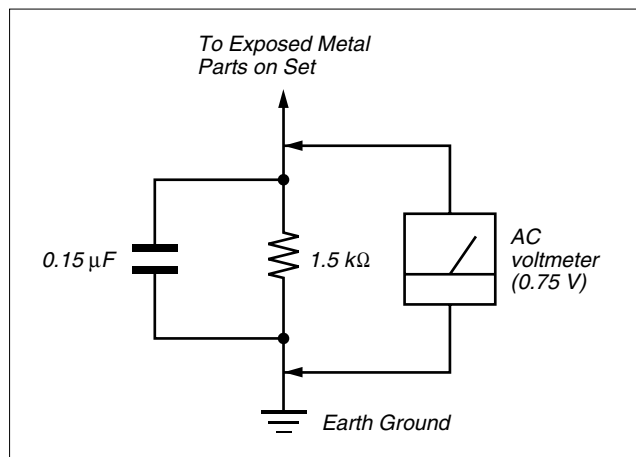 To Exposed Metal
Parts on Set
0.15 μF
1.5 kΩ
AC
voltmeter
(0.75 V)
Earth Ground